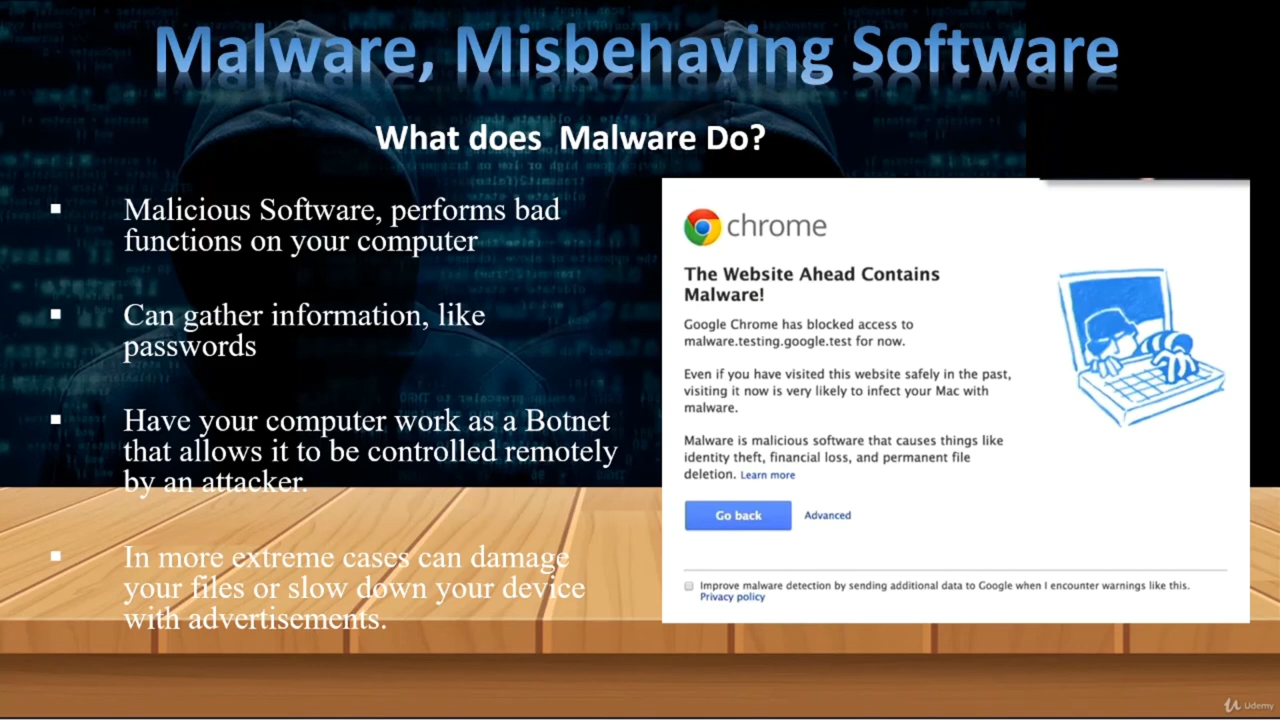 Malware, Misbehaving Software
What does Malware Do?
▪ Malicious Software, performs bad
functions on your computer
▪ Can gather information, like
passwords
▪ Have your computer work as a Botnet
that allows it to be controlled remotely
by an attacker.
▪ In more extreme cases can damage
your files or slow down your device
with advertisements.
chrome
The Website Ahead Contains
Malware!
Google Chrome has blocked access to
malware.testing.google.test for now.
Even if you have visited this website safely in the past,
visiting it now is very likely to infect your Mac with
malware.
Malware is malicious software that causes things like
identity theft, financial loss, and permanent file
deletion. Learn more
Go back Advanced
Improve malware detection by sending additional data to Google when I encounter warnings like this.
Privacy policy
Udemy